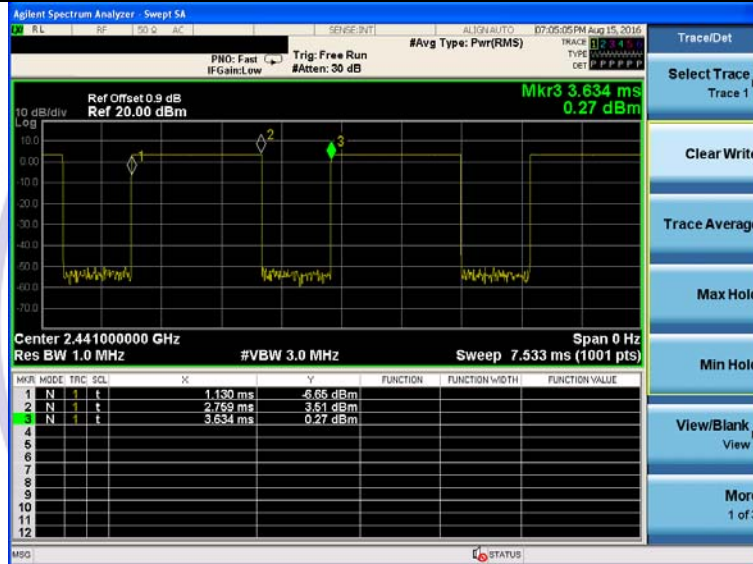 Agilent Spectrum Analyzer - Swept SA
RL RF 50 Ω AC SENSE:INT ALIGN AUTO 07:05:05 PM Aug 15, 2016
#Avg Type: Pwr(RMS)
TRACE 1 2 3 4 5 6
TYPE
DET P P P P P P
PNO: Fast Trig: Free Run
IFGain:Low #Atten: 30 dB
Mkr3 3.634 ms
0.27 dBm
Ref Offset 0.9 dB
10 dB/div Ref 20.00 dBm
Log
10.0
0.00
-10.0
-20.0
-30.0
-40.0
-50.0
-60.0
-70.0
1
2
3
Center 2.441000000 GHz Span 0 Hz
Res BW 1.0 MHz #VBW 3.0 MHz Sweep 7.533 ms (1001 pts)
MKR MODE TRC SCL X Y FUNCTION FUNCTION WIDTH FUNCTION VALUE
1 N 1 t 1.130 ms -6.65 dBm
2 N 1 t 2.759 ms 3.51 dBm
3 N 1 t 3.634 ms 0.27 dBm
4
5
6
7
8
9
10
11
12
MSG STATUS
Trace/Det
Select Trace
Trace 1
Clear Write
Trace Average
Max Hol
Min Hol
View/Blank
View
Mor
1 of